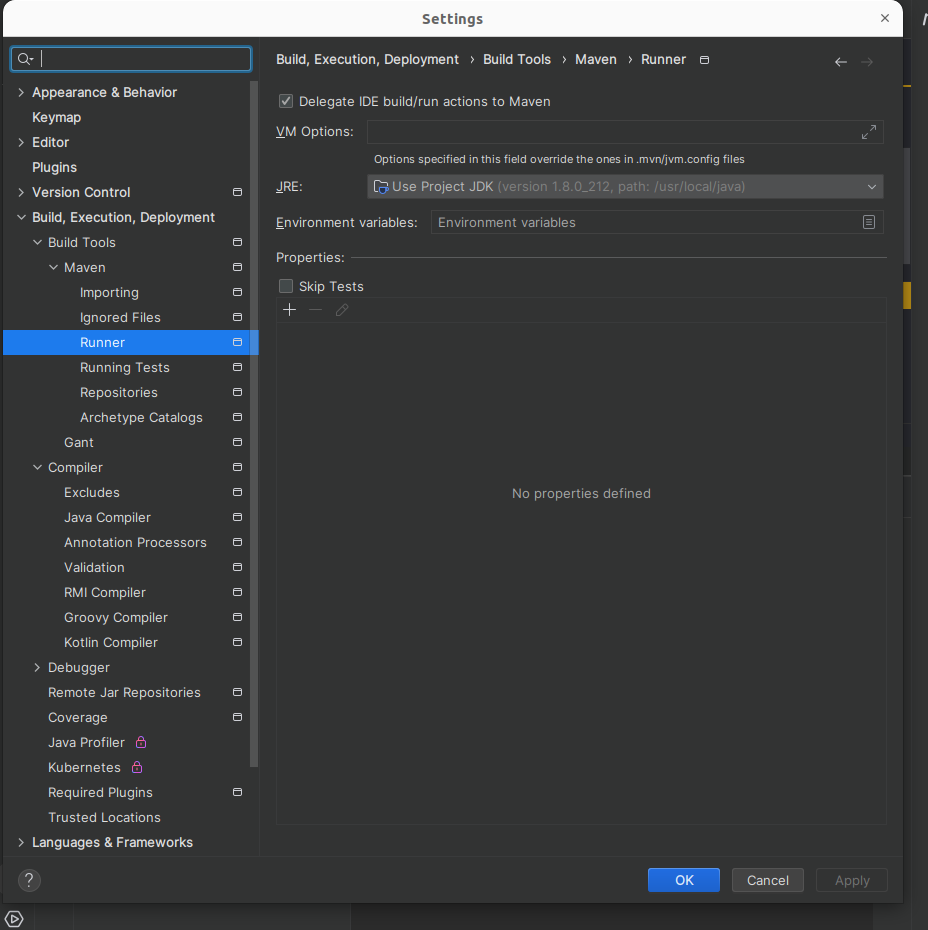 Settings
Appearance & Behavior
Keymap
Editor
Plugins
Version Control
Build, Execution, Deployment
Build Tools
Maven
Importing
Ignored Files
Runner
Running Tests
Repositories
Archetype Catalogs
Gant
Compiler
Excludes
Java Compiler
Annotation Processors
Validation
RMI Compiler
Groovy Compiler
Kotlin Compiler
Debugger
Remote Jar Repositories
Coverage
Java Profiler
Kubernetes
Required Plugins
Trusted Locations
Languages & Frameworks
Build, Execution, Deployment › Build Tools › Maven › Runner
Delegate IDE build/run actions to Maven
VM Options:
Options specified in this field override the ones in .mvn/jvm.config files
JRE: Use Project JDK (version 1.8.0_212, path: /usr/local/java)
Environment variables: Environment variables
Properties:
Skip Tests
No properties defined
? OK Cancel Apply